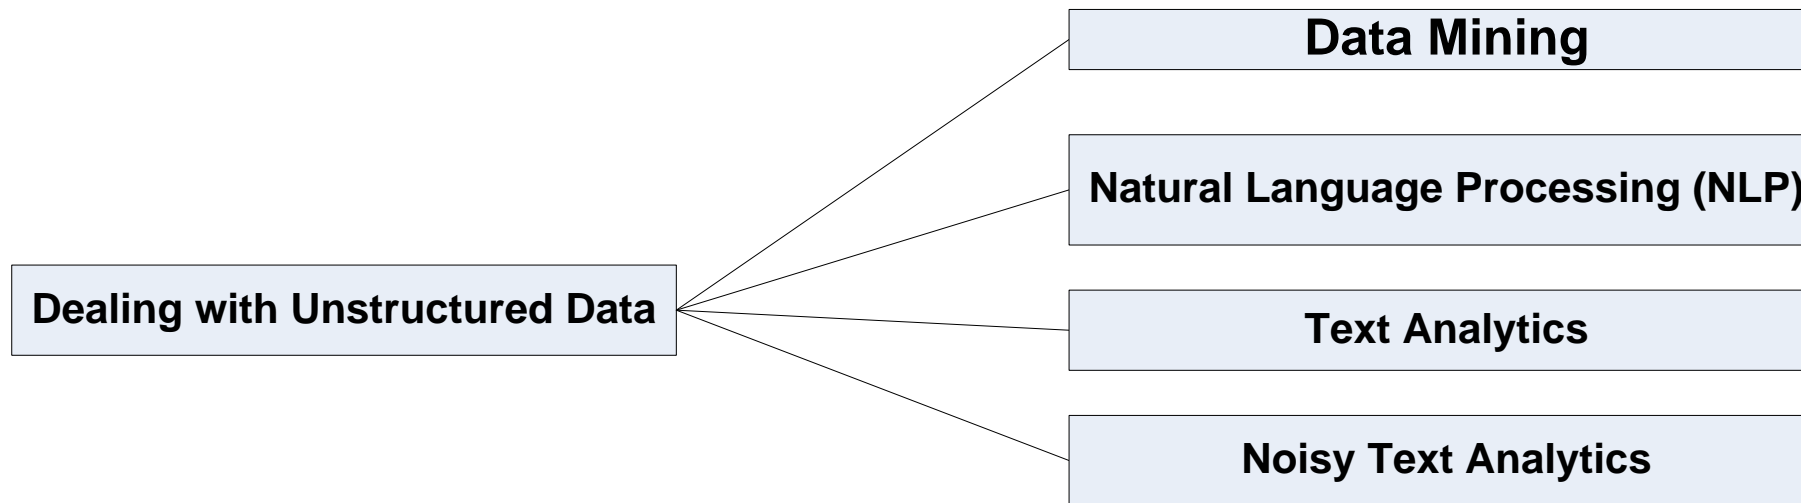 Data Mining
Natural Language Processing (NLP)
Dealing with Unstructured Data
Text Analytics
Noisy Text Analytics